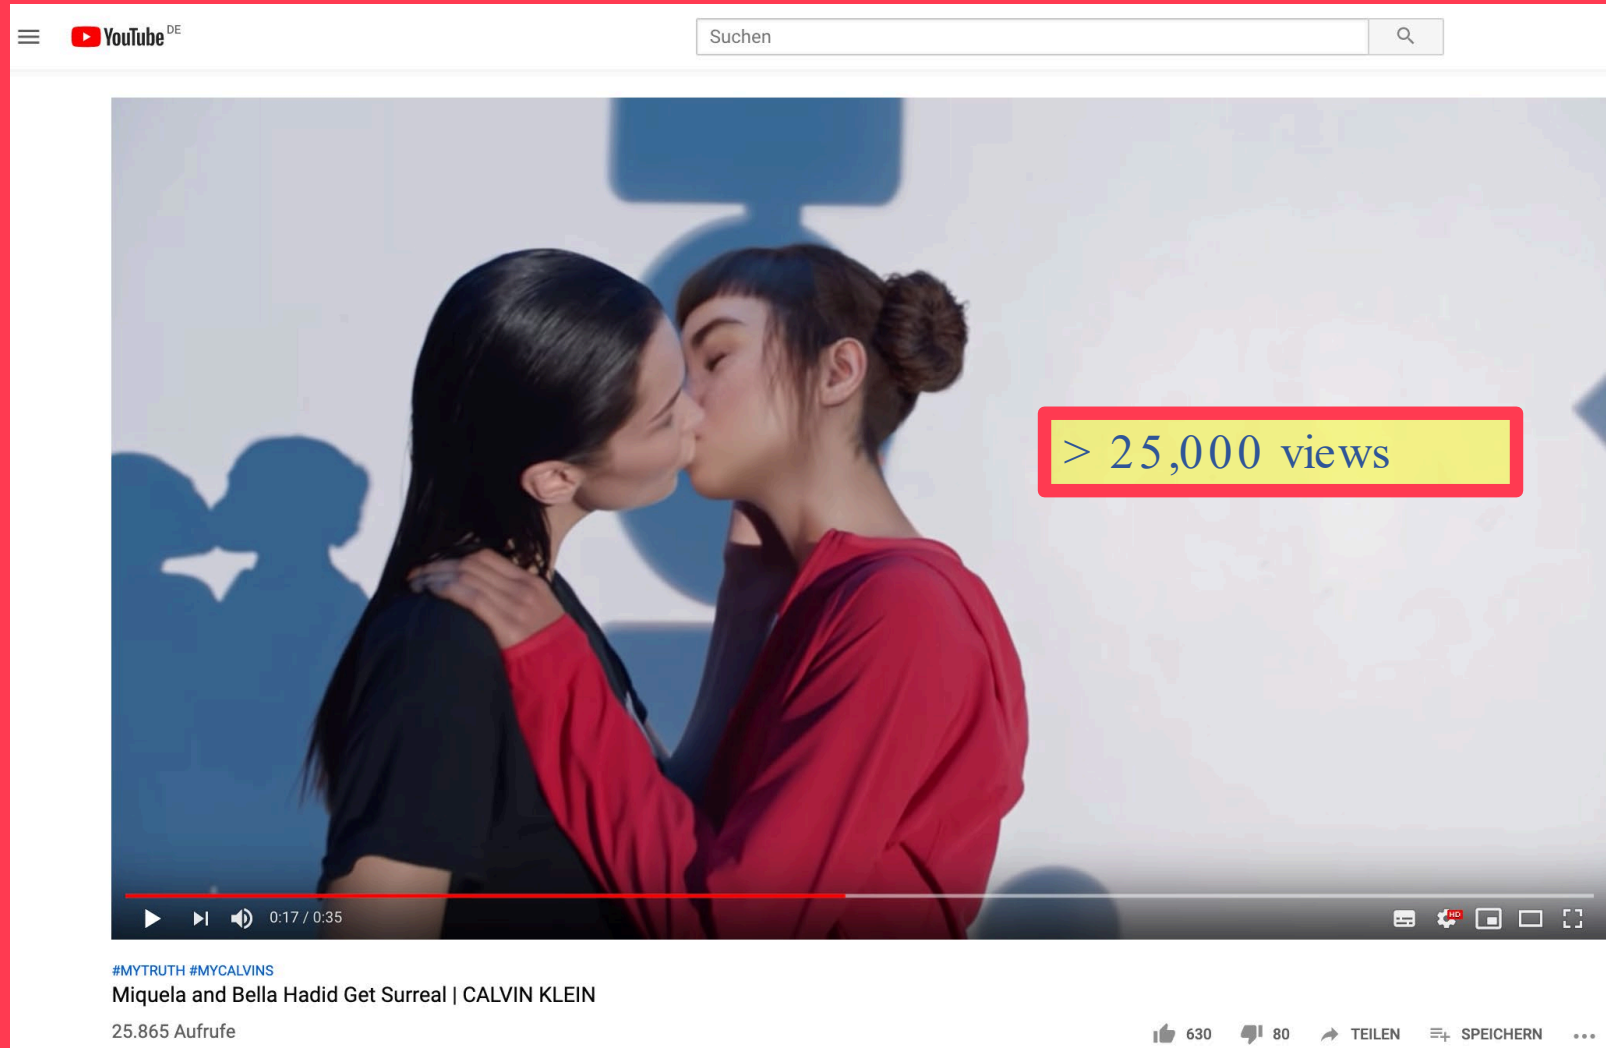 YouTube DE
Suchen
> 25,000 views
0:17 / 0:35
HD
#MYTRUTH #MYCALVINS
Miquela and Bella Hadid Get Surreal | CALVIN KLEIN
25.865 Aufrufe
630 80 TEILEN SPEICHERN